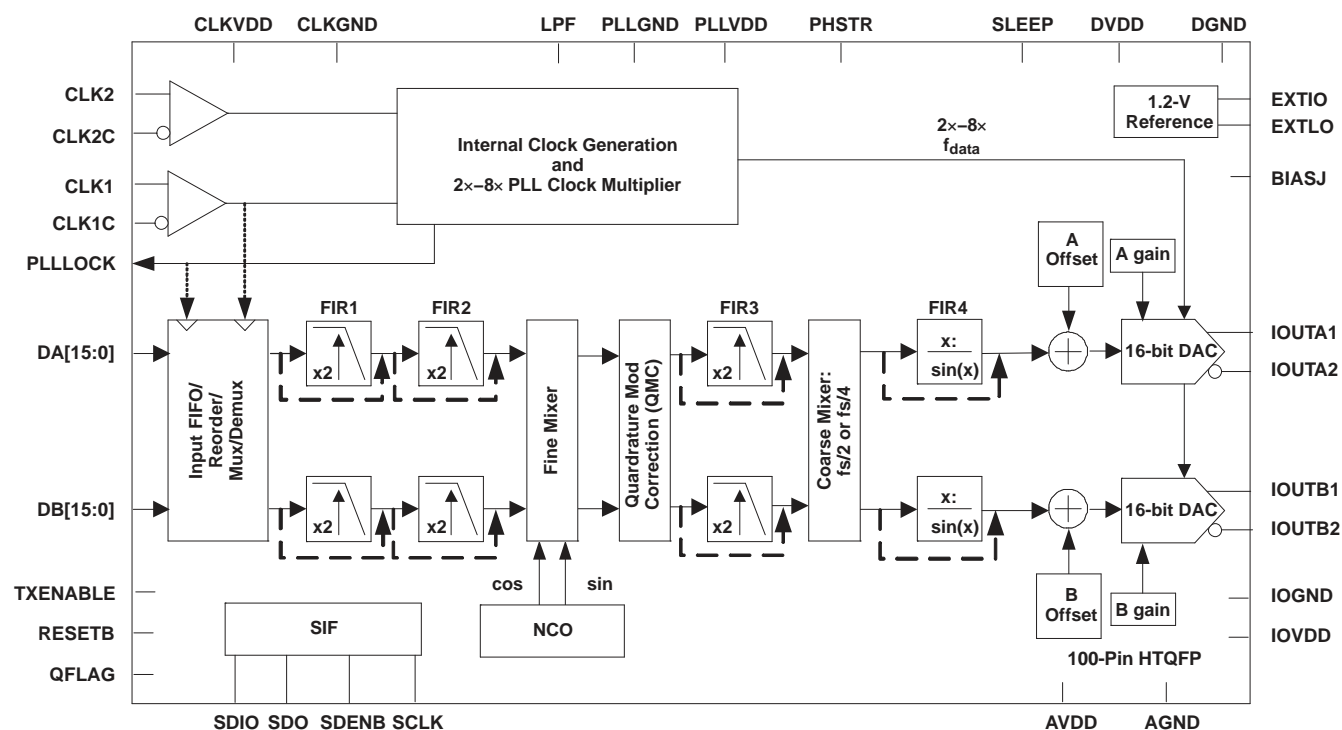 CLKVDD CLKGND LPF PLLGND PLLVDD PHSTR SLEEP DVDD DGND
CLK2
CLK2C
CLK1
CLK1C
PLLLOCK
Internal Clock Generation
and
2×−8× PLL Clock Multiplier
2×−8×
fdata
1.2-V
Reference
EXTIO
EXTLO
BIASJ
A
Offset
A gain
FIR1
FIR2
FIR3
FIR4
DA[15:0]
DB[15:0]
Input FIFO/
Reorder/
Mux/Demux
x2
x2
Fine Mixer
Quardrature Mod
Correction (QMC)
x2
Coarse Mixer:
fs/2 or fs/4
x:
sin(x)
16-bit DAC
IOUTA1
IOUTA2
x2
x2
x2
x:
sin(x)
16-bit DAC
IOUTB1
IOUTB2
cos
sin
NCO
B
Offset
B gain
TXENABLE
RESETB
QFLAG
SIF
IOGND
IOVDD
100-Pin HTQFP
SDIO SDO SDENB SCLK
AVDD
AGND